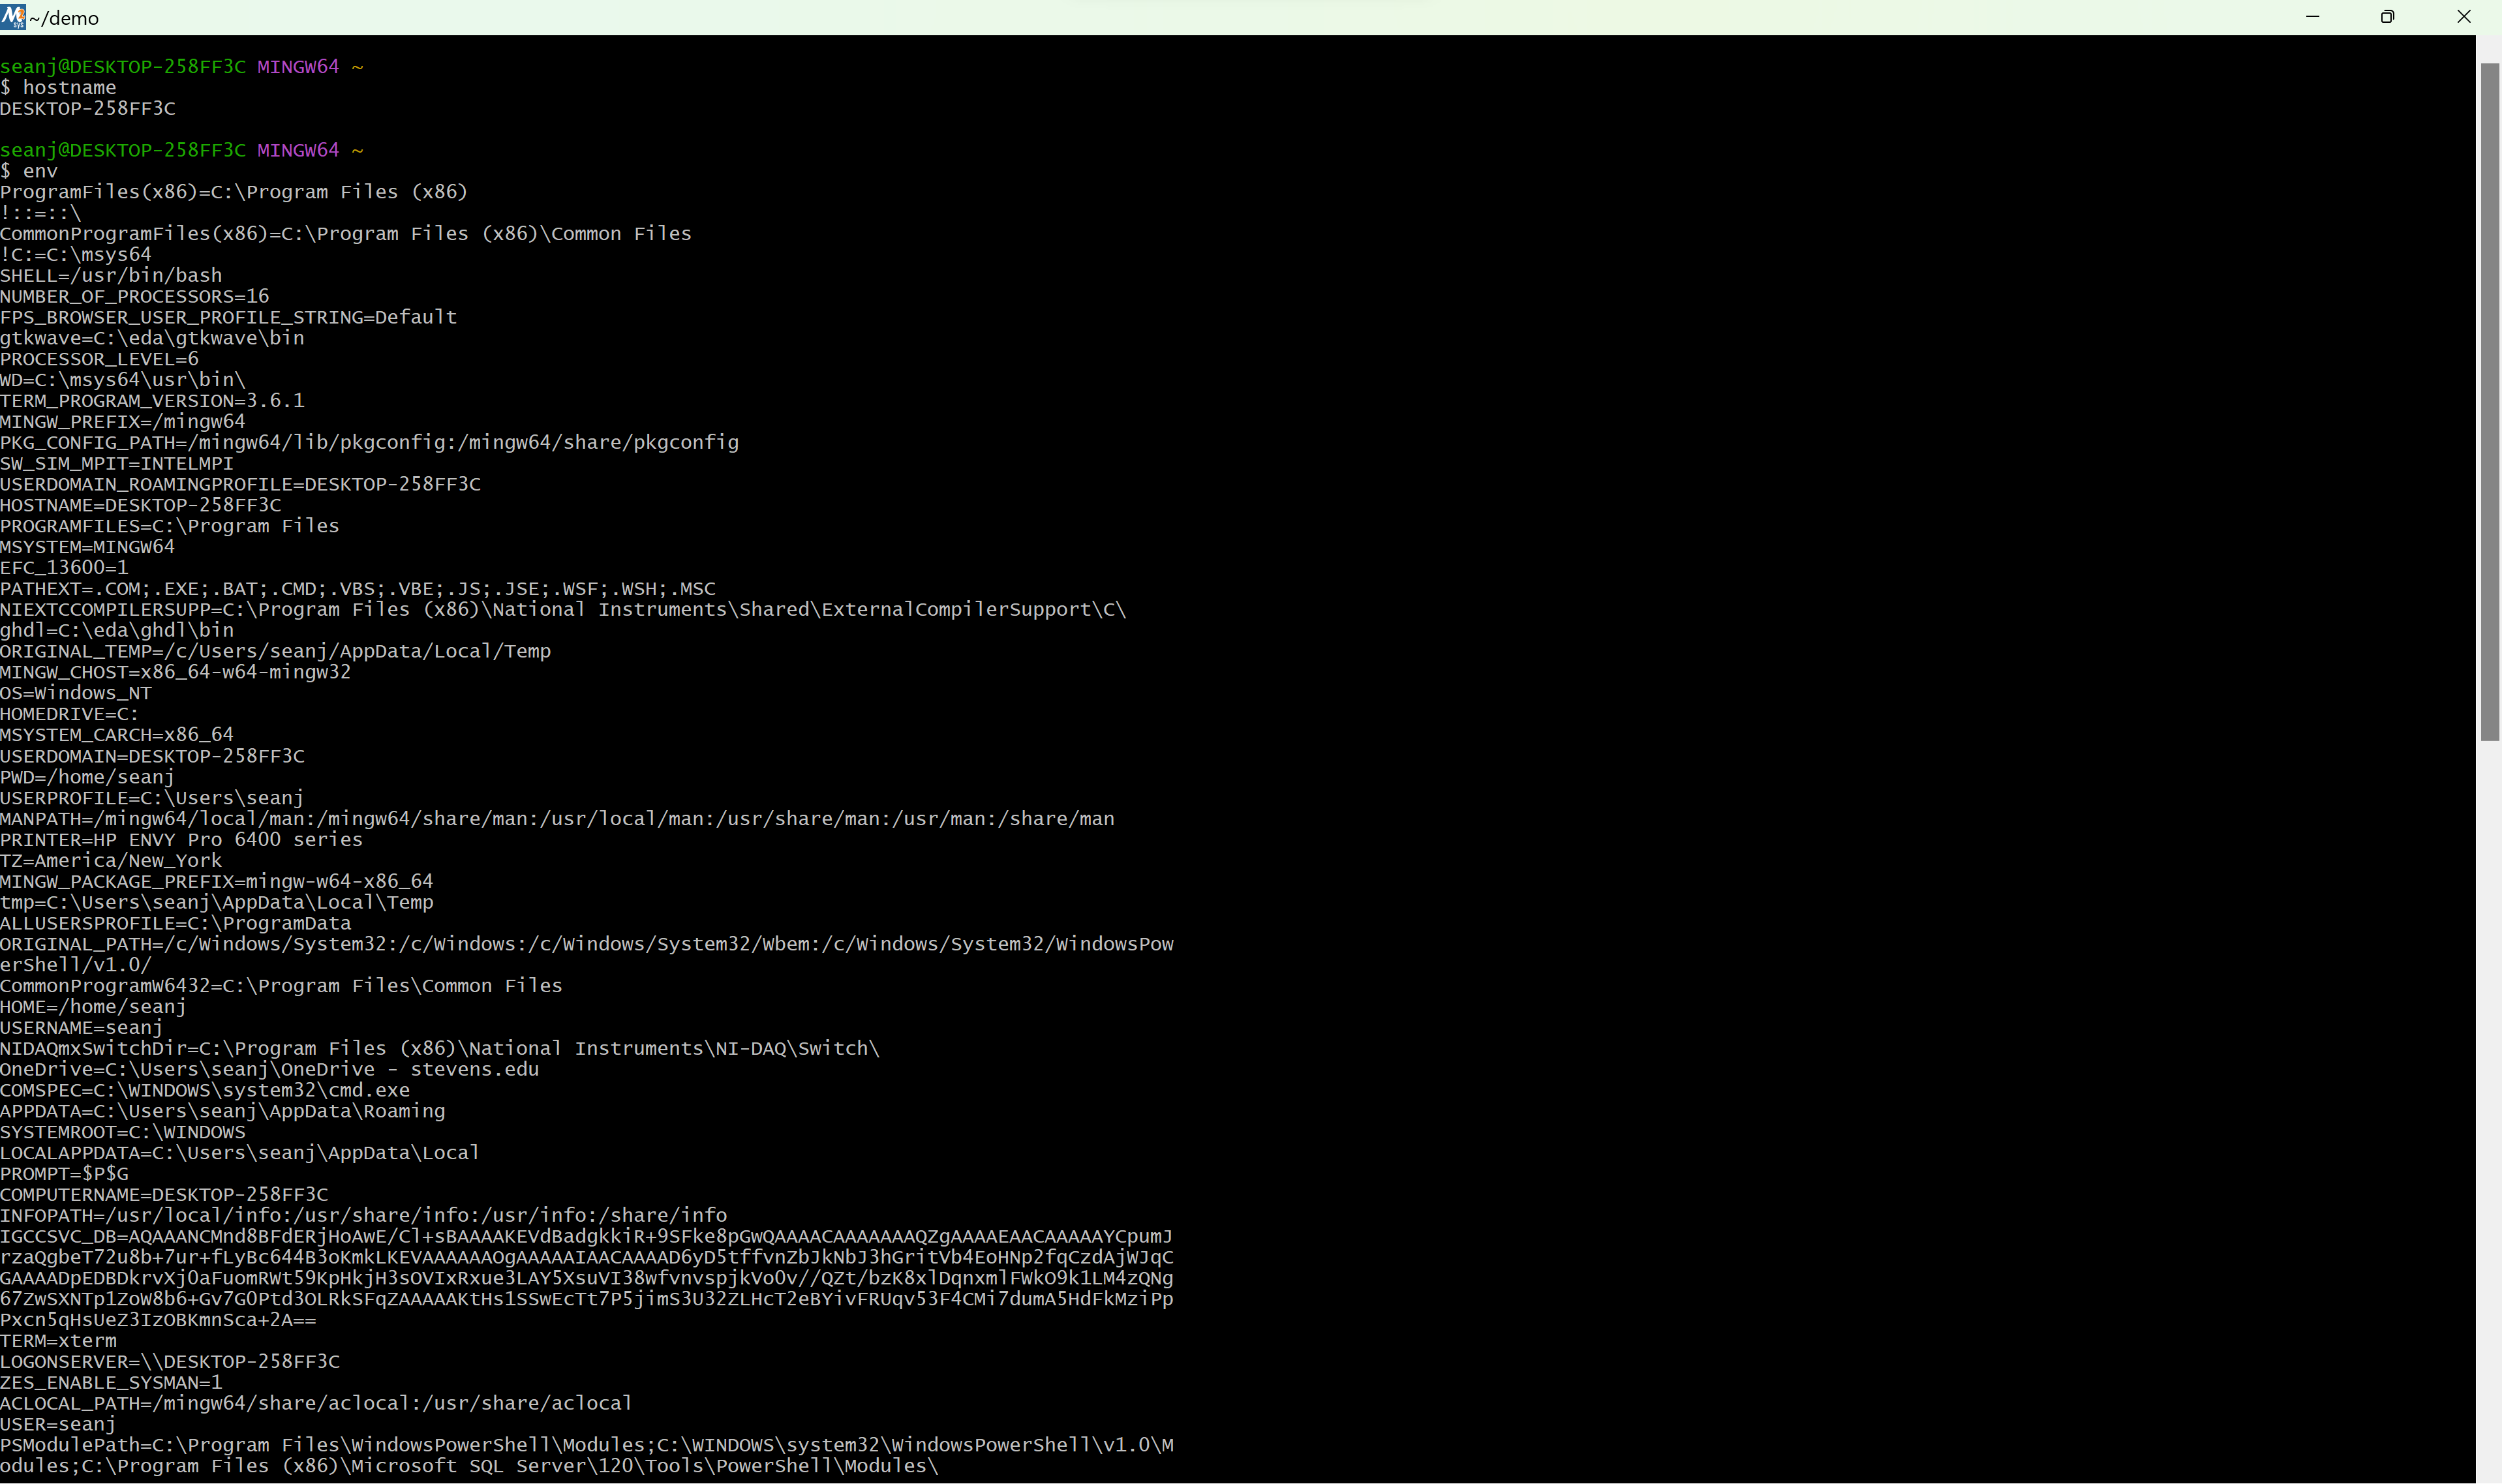 ~/demo
seanj@DESKTOP-258FF3C MINGW64 ~
$ hostname
DESKTOP-258FF3C
seanj@DESKTOP-258FF3C MINGW64 ~
$ env
ProgramFiles(x86)=C:\Program Files (x86)
!::=::\
CommonProgramFiles(x86)=C:\Program Files (x86)\Common Files
!C:=C:\msys64
SHELL=/usr/bin/bash
NUMBER_OF_PROCESSORS=16
FPS_BROWSER_USER_PROFILE_STRING=Default
gtkwave=C:\eda\gtkwave\bin
PROCESSOR_LEVEL=6
WD=C:\msys64\usr\bin\
TERM_PROGRAM_VERSION=3.6.1
MINGW_PREFIX=/mingw64
PKG_CONFIG_PATH=/mingw64/lib/pkgconfig:/mingw64/share/pkgconfig
SW_SIM_MPIT=INTELMPI
USERDOMAIN_ROAMINGPROFILE=DESKTOP-258FF3C
HOSTNAME=DESKTOP-258FF3C
PROGRAMFILES=C:\Program Files
MSYSTEM=MINGW64
EFC_13600=1
PATHEXT=.COM;.EXE;.BAT;.CMD;.VBS;.VBE;.JS;.JSE;.WSF;.WSH;.MSC
NIEXTCCOMPILERSUPP=C:\Program Files (x86)\National Instruments\Shared\ExternalCompilerSupport\C\
ghdl=C:\eda\ghdl\bin
ORIGINAL_TEMP=/c/Users/seanj/AppData/Local/Temp
MINGW_CHOST=x86_64-w64-mingw32
OS=Windows_NT
HOMEDRIVE=C:
MSYSTEM_CARCH=x86_64
USERDOMAIN=DESKTOP-258FF3C
PWD=/home/seanj
USERPROFILE=C:\Users\seanj
MANPATH=/mingw64/local/man:/mingw64/share/man:/usr/local/man:/usr/share/man:/usr/man:/share/man
PRINTER=HP ENVY Pro 6400 series
TZ=America/New_York
MINGW_PACKAGE_PREFIX=mingw-w64-x86_64
tmp=C:\Users\seanj\AppData\Local\Temp
ALLUSERSPROFILE=C:\ProgramData
ORIGINAL_PATH=/c/Windows/System32:/c/Windows:/c/Windows/System32/Wbem:/c/Windows/System32/WindowsPow
erShell/v1.0/
CommonProgramW6432=C:\Program Files\Common Files
HOME=/home/seanj
USERNAME=seanj
NIDAQmxSwitchDir=C:\Program Files (x86)\National Instruments\NI-DAQ\Switch\
OneDrive=C:\Users\seanj\OneDrive - stevens.edu
COMSPEC=C:\WINDOWS\system32\cmd.exe
APPDATA=C:\Users\seanj\AppData\Roaming
SYSTEMROOT=C:\WINDOWS
LOCALAPPDATA=C:\Users\seanj\AppData\Local
PROMPT=$P$G
COMPUTERNAME=DESKTOP-258FF3C
INFOPATH=/usr/local/info:/usr/share/info:/usr/info:/share/info
IGCCSVC_DB=AQAAANCMnd8BFdERjHoAwE/Cl+sBAAAAKEVdBadgkkiR+9SFke8pGwQAAAACAAAAAAAQZgAAAAEAACAAAAAYCpumJ
rzaQgbeT72u8b+7ur+fLyBc644B3oKmkLKEVAAAAAAOgAAAAAIAACAAAAD6yD5tffvnZbJkNbJ3hGritVb4EoHNp2fqCzdAjWJqC
GAAAADpEDBDkrvXj0aFuomRWt59KpHkjH3sOVIxRxue3LAY5XsuVI38wfvnvspjkVo0v//QZt/bzK8xlDqnxmlFWkO9k1LM4zQNg
67ZwSXNTp1ZoW8b6+Gv7G0Ptd3OLRkSFqZAAAAAKtHs1SSwEcTt7P5jimS3U32ZLHcT2eBYivFRUqv53F4CMi7dumA5HdFkMziPp
Pxcn5qHsUeZ3IzOBKmnSca+2A==
TERM=xterm
LOGONSERVER=\\DESKTOP-258FF3C
ZES_ENABLE_SYSMAN=1
ACLOCAL_PATH=/mingw64/share/aclocal:/usr/share/aclocal
USER=seanj
PSModulePath=C:\Program Files\WindowsPowerShell\Modules;C:\WINDOWS\system32\WindowsPowerShell\v1.0\M
odules;C:\Program Files (x86)\Microsoft SQL Server\120\Tools\PowerShell\Modules\